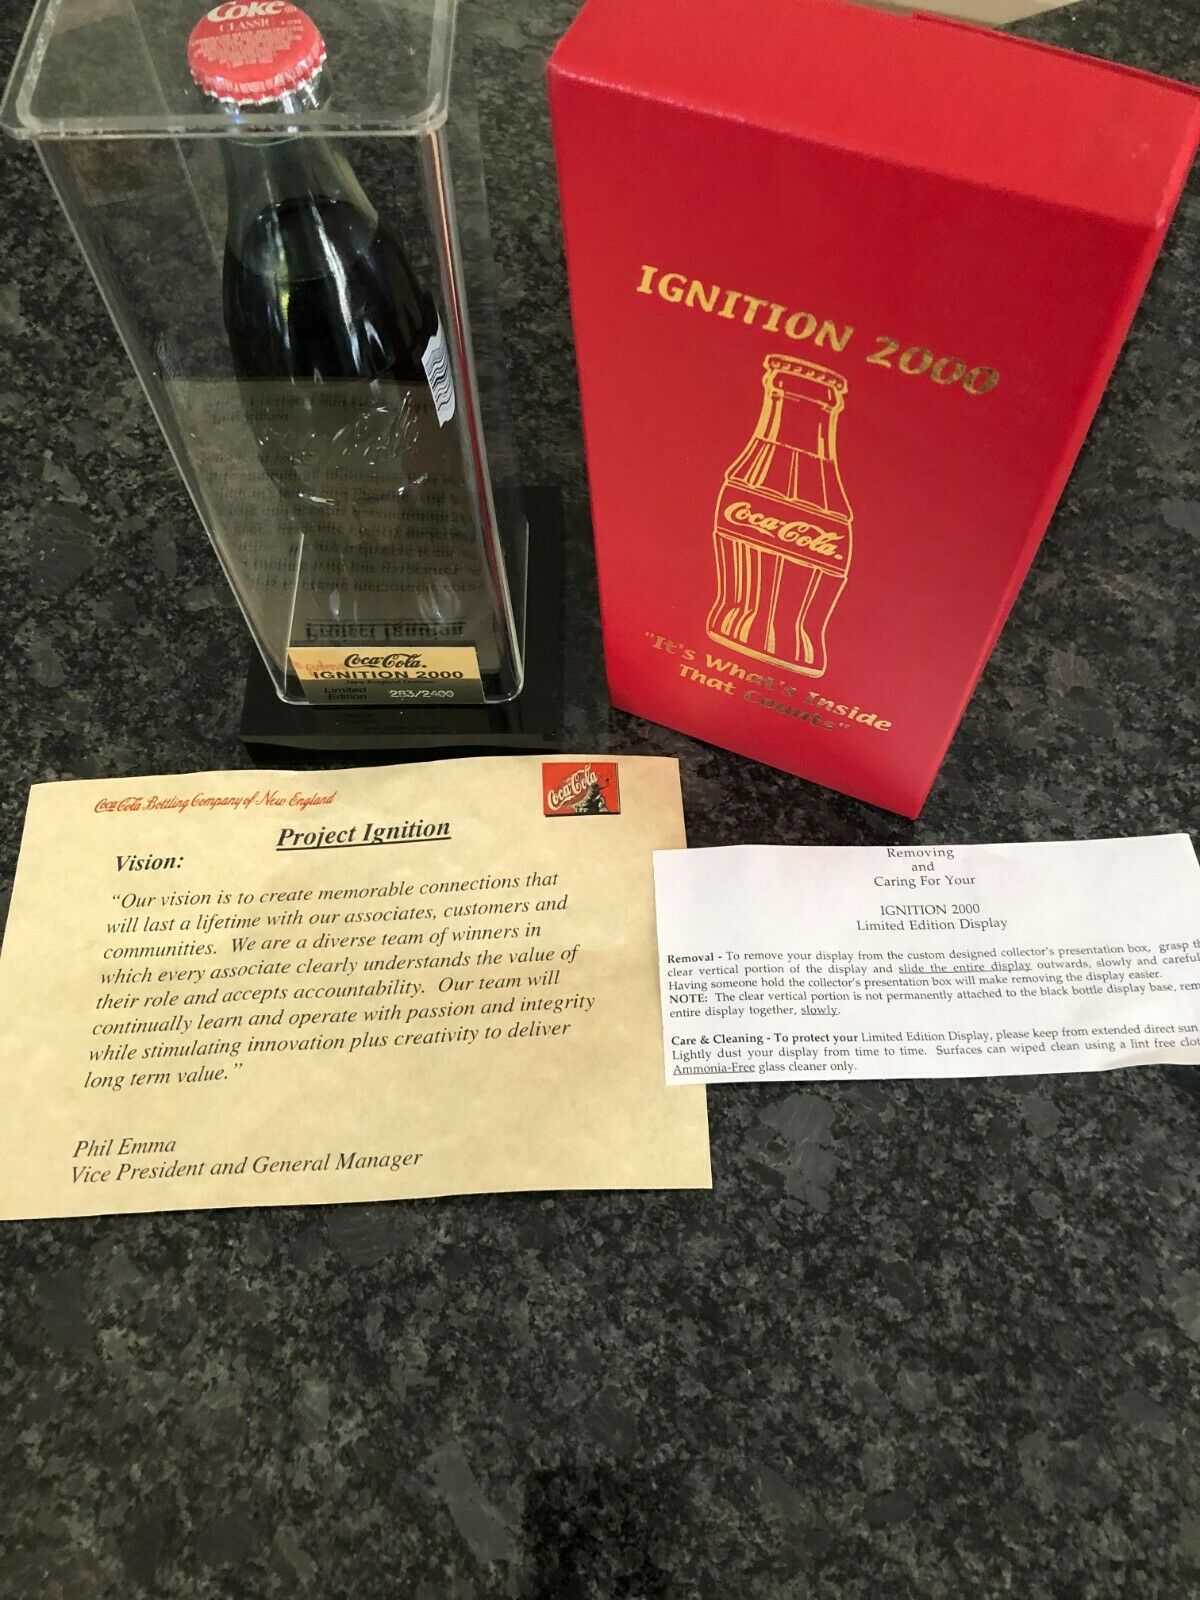 Coke
CLASSIC
IGNITION 2000
Coca-Cola
"It's What's Inside
That Counts"
Coca-Cola
IGNITION 2000
New England Division
Limited
Edition
283/2400
Coca-Cola Bottling Company of New England
Coca-Cola
Project Ignition
Vision:
"Our vision is to create memorable connections that
will last a lifetime with our associates, customers and
communities. We are a diverse team of winners in
which every associate clearly understands the value of
their role and accepts accountability. Our team will
continually learn and operate with passion and integrity
while stimulating innovation plus creativity to deliver
long term value."
Phil Emma
Vice President and General Manager
Removing
and
Caring For Your
IGNITION 2000
Limited Edition Display
Removal - To remove your display from the custom designed collector's presentation box, grasp th
clear vertical portion of the display and slide the entire display outwards, slowly and careful
Having someone hold the collector's presentation box will make removing the display easier.
NOTE: The clear vertical portion is not permanently attached to the black bottle display base, rem
entire display together, slowly.
Care & Cleaning - To protect your Limited Edition Display, please keep from extended direct sun
Lightly dust your display from time to time. Surfaces can wiped clean using a lint free clot
Ammonia-Free glass cleaner only.